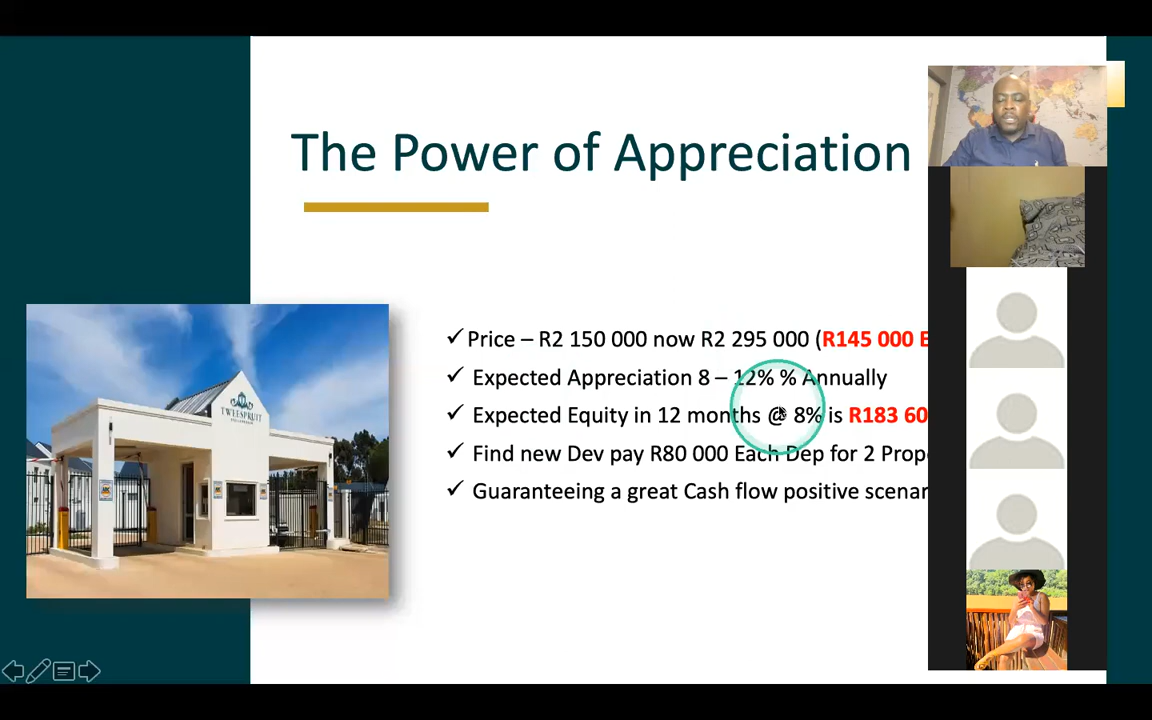 The Power of Appreciation
✓ Price – R2 150 000 now R2 295 000 (R145 000 E
✓ Expected Appreciation 8 – 12% % Annually
✓ Expected Equity in 12 months @ 8% is R183 60
✓ Find new Dev pay R80 000 Each Dep for 2 Prop
✓ Guaranteeing a great Cash flow positive scenar
TWEESPRUIT